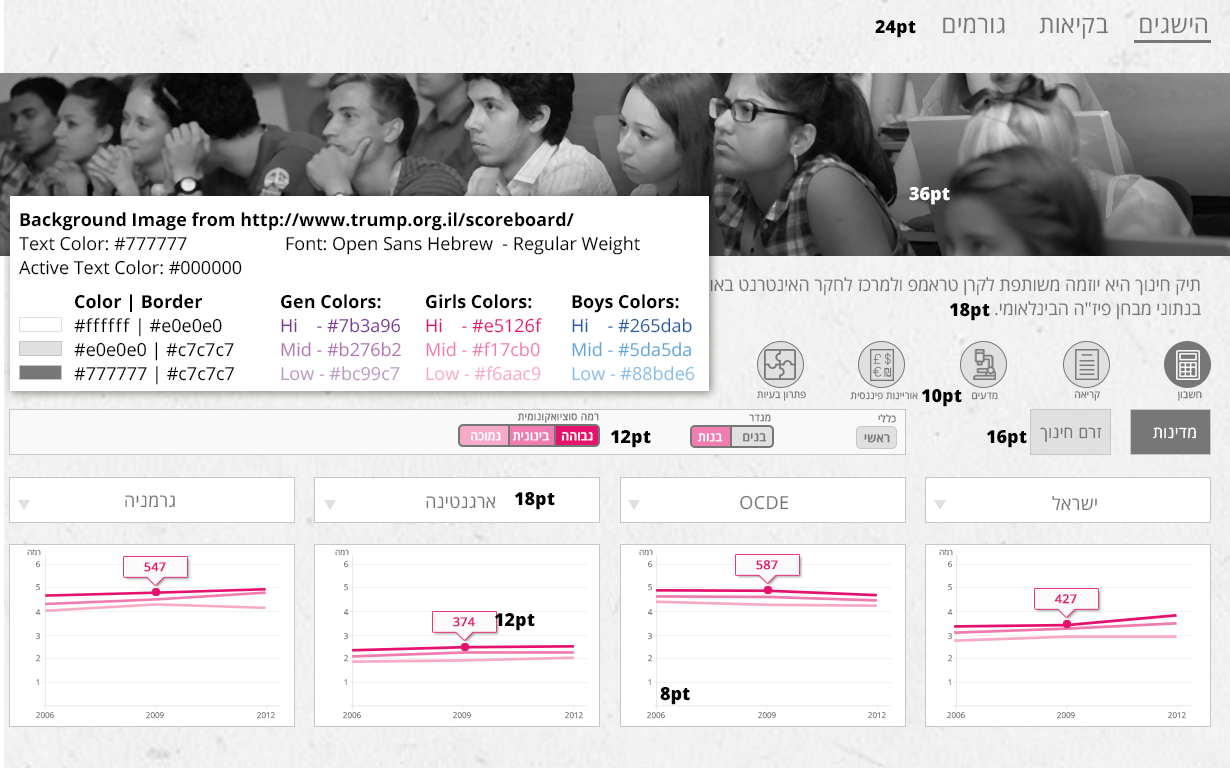 הישגים
בקיאות
גורמים
24pt
36pt
Background Image from http://www.trump.org.il/scoreboard/
Text Color: #777777
Font: Open Sans Hebrew - Regular Weight
Active Text Color: #000000
Color | Border
#ffffff | #e0e0e0
#e0e0e0 | #c7c7c7
#777777 | #c7c7c7
Gen Colors:
Hi - #7b3a96
Mid - #b276b2
Low - #bc99c7
Girls Colors:
Hi - #e5126f
Mid - #f17cb0
Low - #f6aac9
Boys Colors:
Hi - #265dab
Mid - #5da5da
Low - #88bde6
תיק חינוך היא יוזמה משותפת לקרן טראמפ ולמרכז לחקר האינטרנט באו
בנתוני מבחן פיז"ה הבינלאומי.
18pt
חשבון
קריאה
מדעים
10pt
אוריינות פיננסית
פתרון בעיות
מדינות
זרם חינוך
16pt
כללי
ראשי
מגדר
בנים
בנות
12pt
רמה סוציואקונומית
גבוהה
בינונית
נמוכה
ישראל
OCDE
18pt
ארגנטינה
גרמניה
רמה
6
5
4
3
2
1
2006
2009
2012
427
רמה
6
5
4
3
2
1
2006
2009
2012
587
8pt
רמה
6
5
4
3
2
1
2006
2009
2012
374
12pt
רמה
6
5
4
3
2
1
2006
2009
2012
547